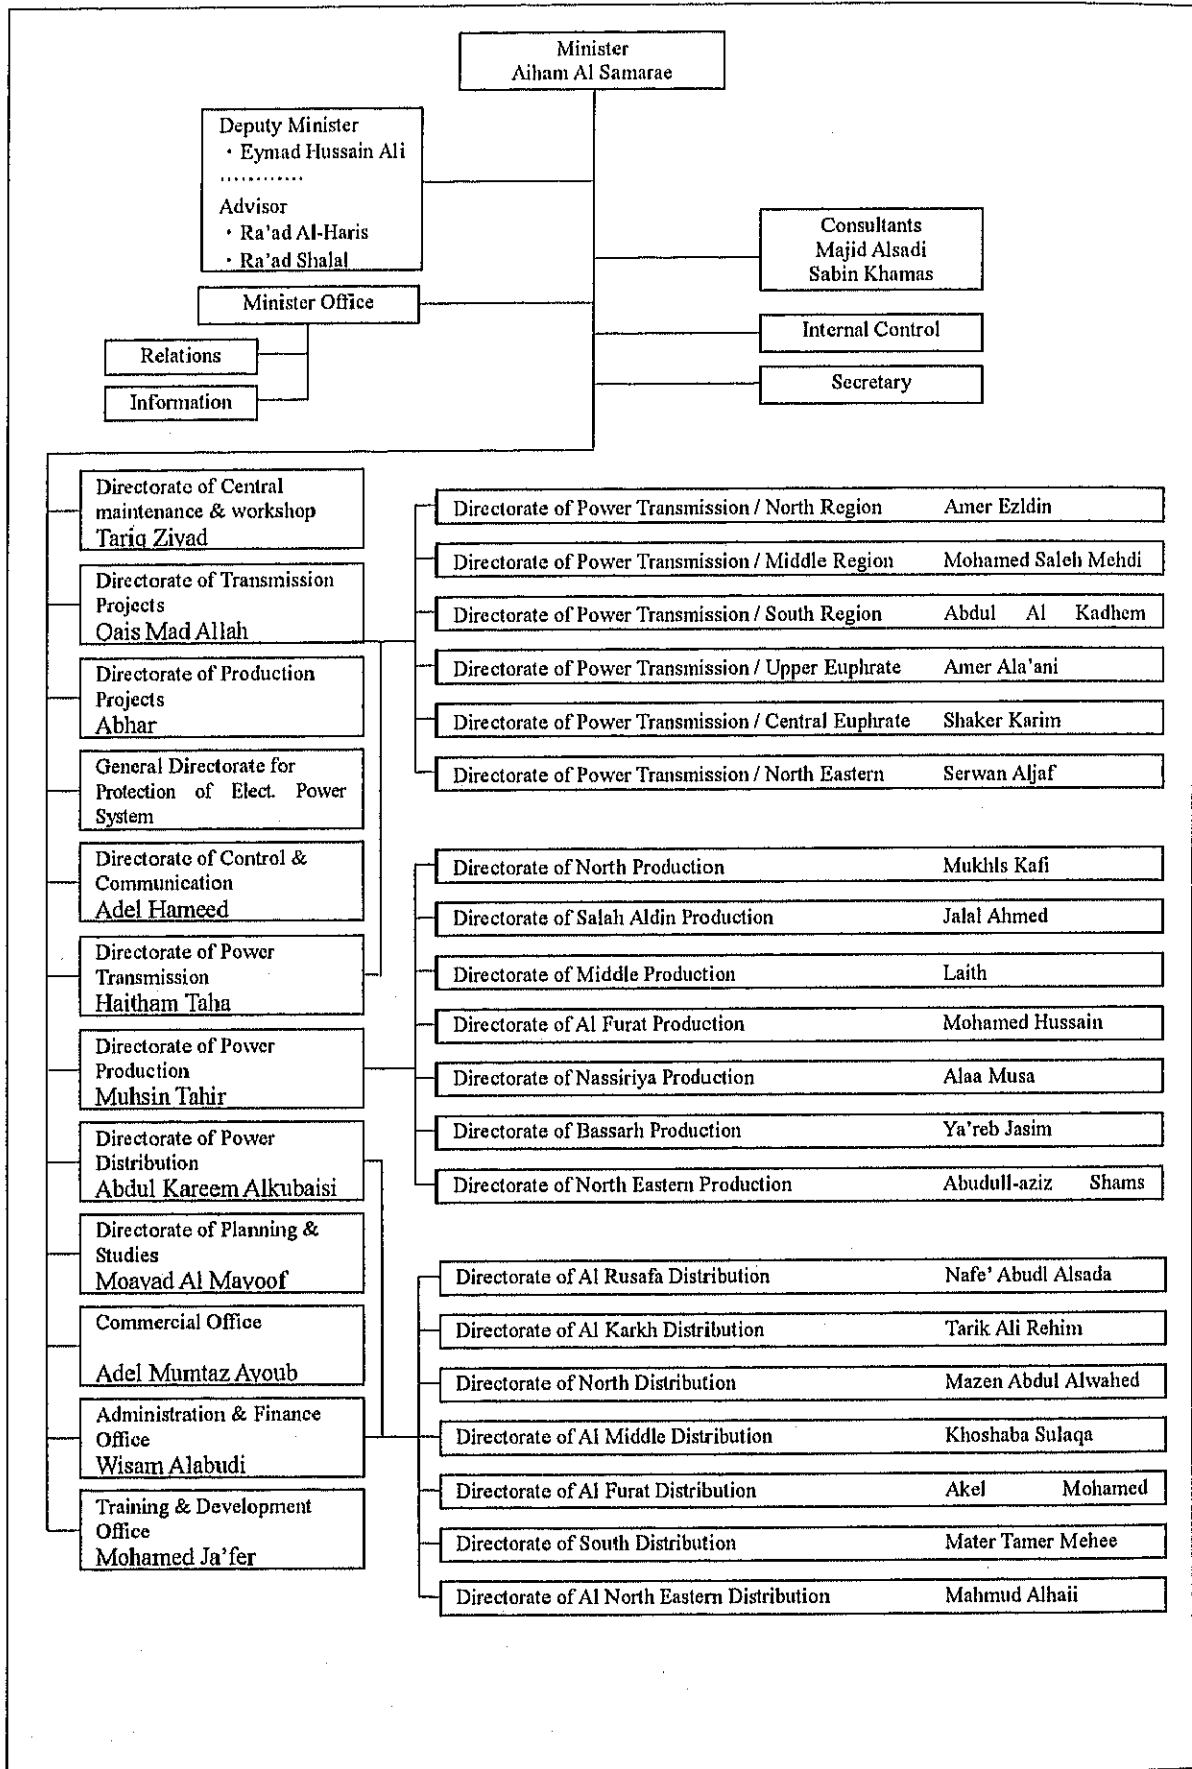 Minister
Aiham Al Samarae
Deputy Minister
・Eymad Hussain Ali
............
Advisor
・Ra'ad Al-Haris
・Ra'ad Shalal
Consultants
Majid Alsadi
Sabin Khamas
Minister Office
Internal Control
Relations
Secretary
Information
Directorate of Central
maintenance & workshop
Tariq Zivad
Directorate of Transmission
Projects
Oais Mad Allah
Directorate of Production
Projects
Abhar
General Directorate for
Protection of Elect. Power
System
Directorate of Control &
Communication
Adel Hameed
Directorate of Power
Transmission
Haitham Taha
Directorate of Power
Production
Muhsin Tahir
Directorate of Power
Distribution
Abdul Kareem Alkubaisi
Directorate of Planning &
Studies
Moavad Al Mavoof
Commercial Office
Adel Mumtaz Avoub
Administration & Finance
Office
Wisam Alabudi
Training & Development
Office
Mohamed Ja'fer
Directorate of Power Transmission / North Region Amer Ezldin
Directorate of Power Transmission / Middle Region Mohamed Saleh Mehdi
Directorate of Power Transmission / South Region Abdul Al Kadhem
Directorate of Power Transmission / Upper Euphrate Amer Ala'ani
Directorate of Power Transmission / Central Euphrate Shaker Karim
Directorate of Power Transmission / North Eastern Serwan Aljaf
Directorate of North Production Mukhls Kafi
Directorate of Salah Aldin Production Jalal Ahmed
Directorate of Middle Production Laith
Directorate of Al Furat Production Mohamed Hussain
Directorate of Nassiriya Production Alaa Musa
Directorate of Bassarh Production Ya'reb Jasim
Directorate of North Eastern Production Abudull-aziz Shams
Directorate of Al Rusafa Distribution Nafe' Abudl Alsada
Directorate of Al Karkh Distribution Tarik Ali Rehim
Directorate of North Distribution Mazen Abdul Alwahed
Directorate of Al Middle Distribution Khoshaba Sulaqa
Directorate of Al Furat Distribution Akel Mohamed
Directorate of South Distribution Mater Tamer Mehee
Directorate of Al North Eastern Distribution Mahmud Alhaii